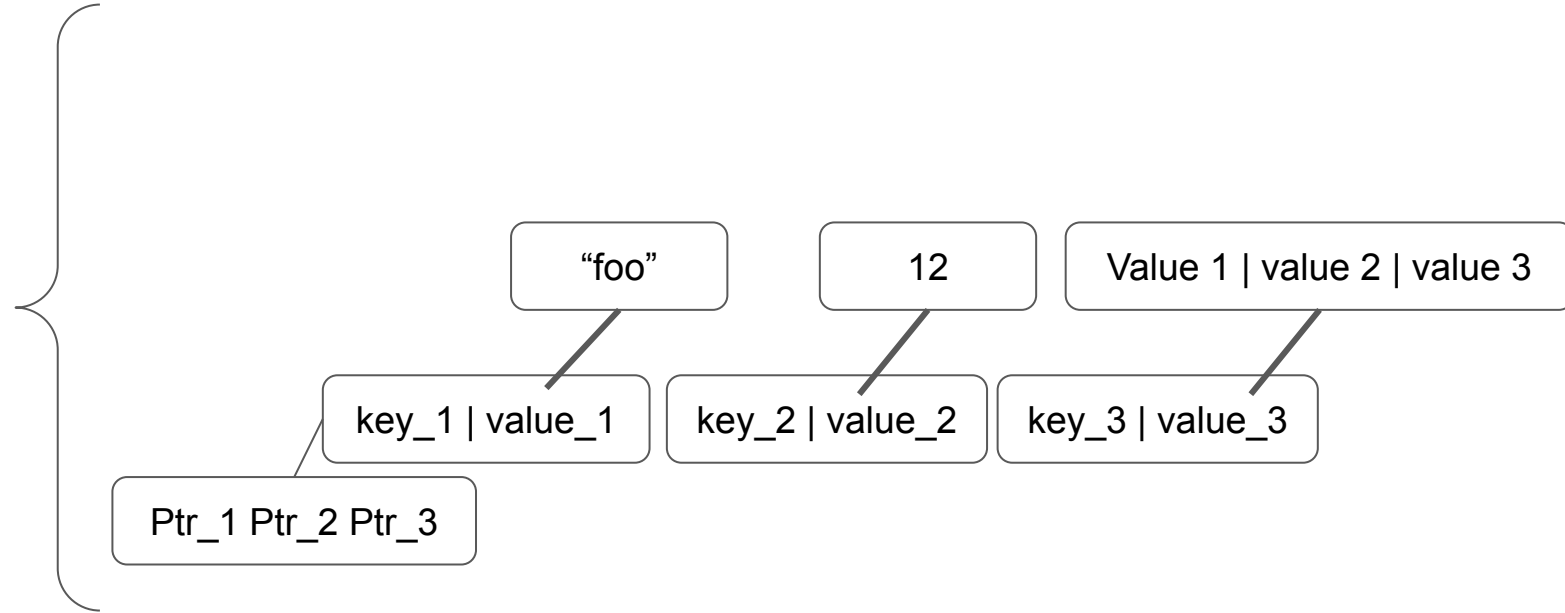 “foo”
12
Value 1 | value 2 | value 3
key_1 | value_1
key_2 | value_2
key_3 | value_3
Ptr_1 Ptr_2 Ptr_3